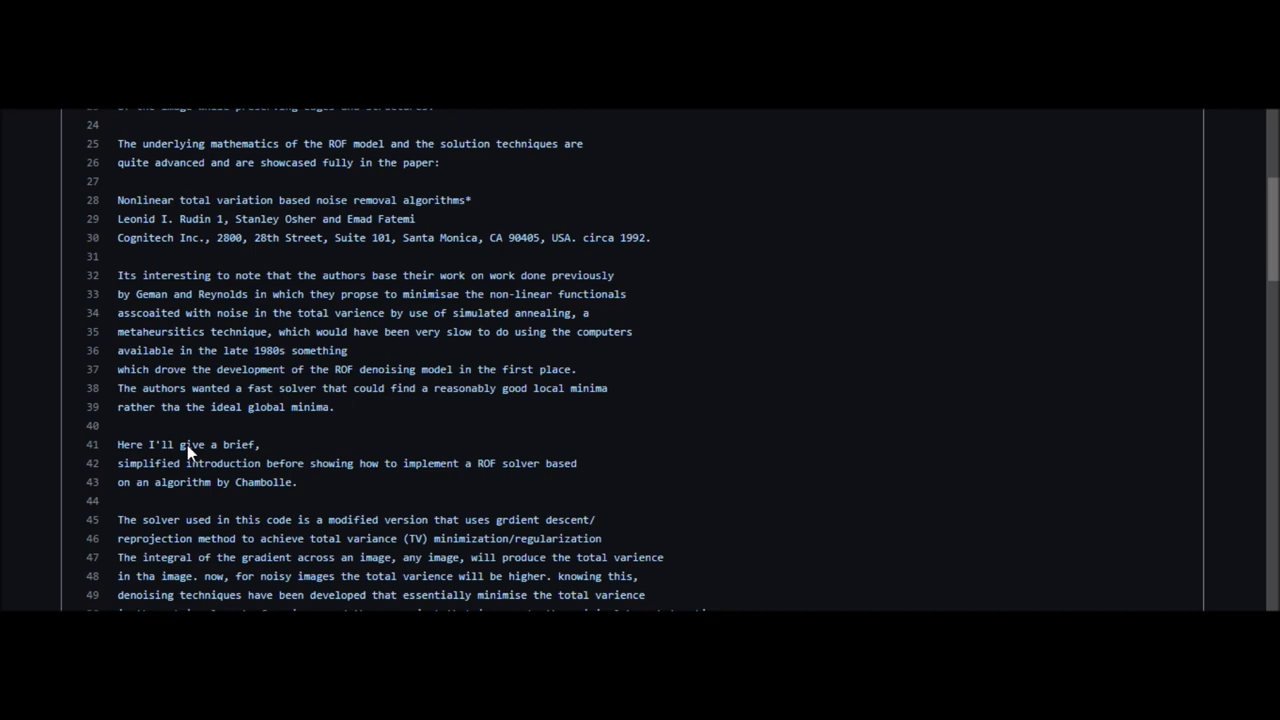 24
25 The underlying mathematics of the ROF model and the solution techniques are
26 quite advanced and are showcased fully in the paper:
27
28 Nonlinear total variation based noise removal algorithms*
29 Leonid I. Rudin 1, Stanley Osher and Emad Fatemi
30 Cognitech Inc., 2800, 28th Street, Suite 101, Santa Monica, CA 90405, USA. circa 1992.
31
32 Its interesting to note that the authors base their work on work done previously
33 by Geman and Reynolds in which they propse to minimisae the non-linear functionals
34 asscoaited with noise in the total varience by use of simulated annealing, a
35 metaheursitics technique, which would have been very slow to do using the computers
36 available in the late 1980s something
37 which drove the development of the ROF denoising model in the first place.
38 The authors wanted a fast solver that could find a reasonably good local minima
39 rather tha the ideal global minima.
40
41 Here I'll give a brief,
42 simplified introduction before showing how to implement a ROF solver based
43 on an algorithm by Chambolle.
44
45 The solver used in this code is a modified version that uses grdient descent/
46 reprojection method to achieve total variance (TV) minimization/regularization
47 The integral of the gradient across an image, any image, will produce the total varience
48 in tha image. now, for noisy images the total varience will be higher. knowing this,
49 denoising techniques have been developed that essentially minimise the total varience